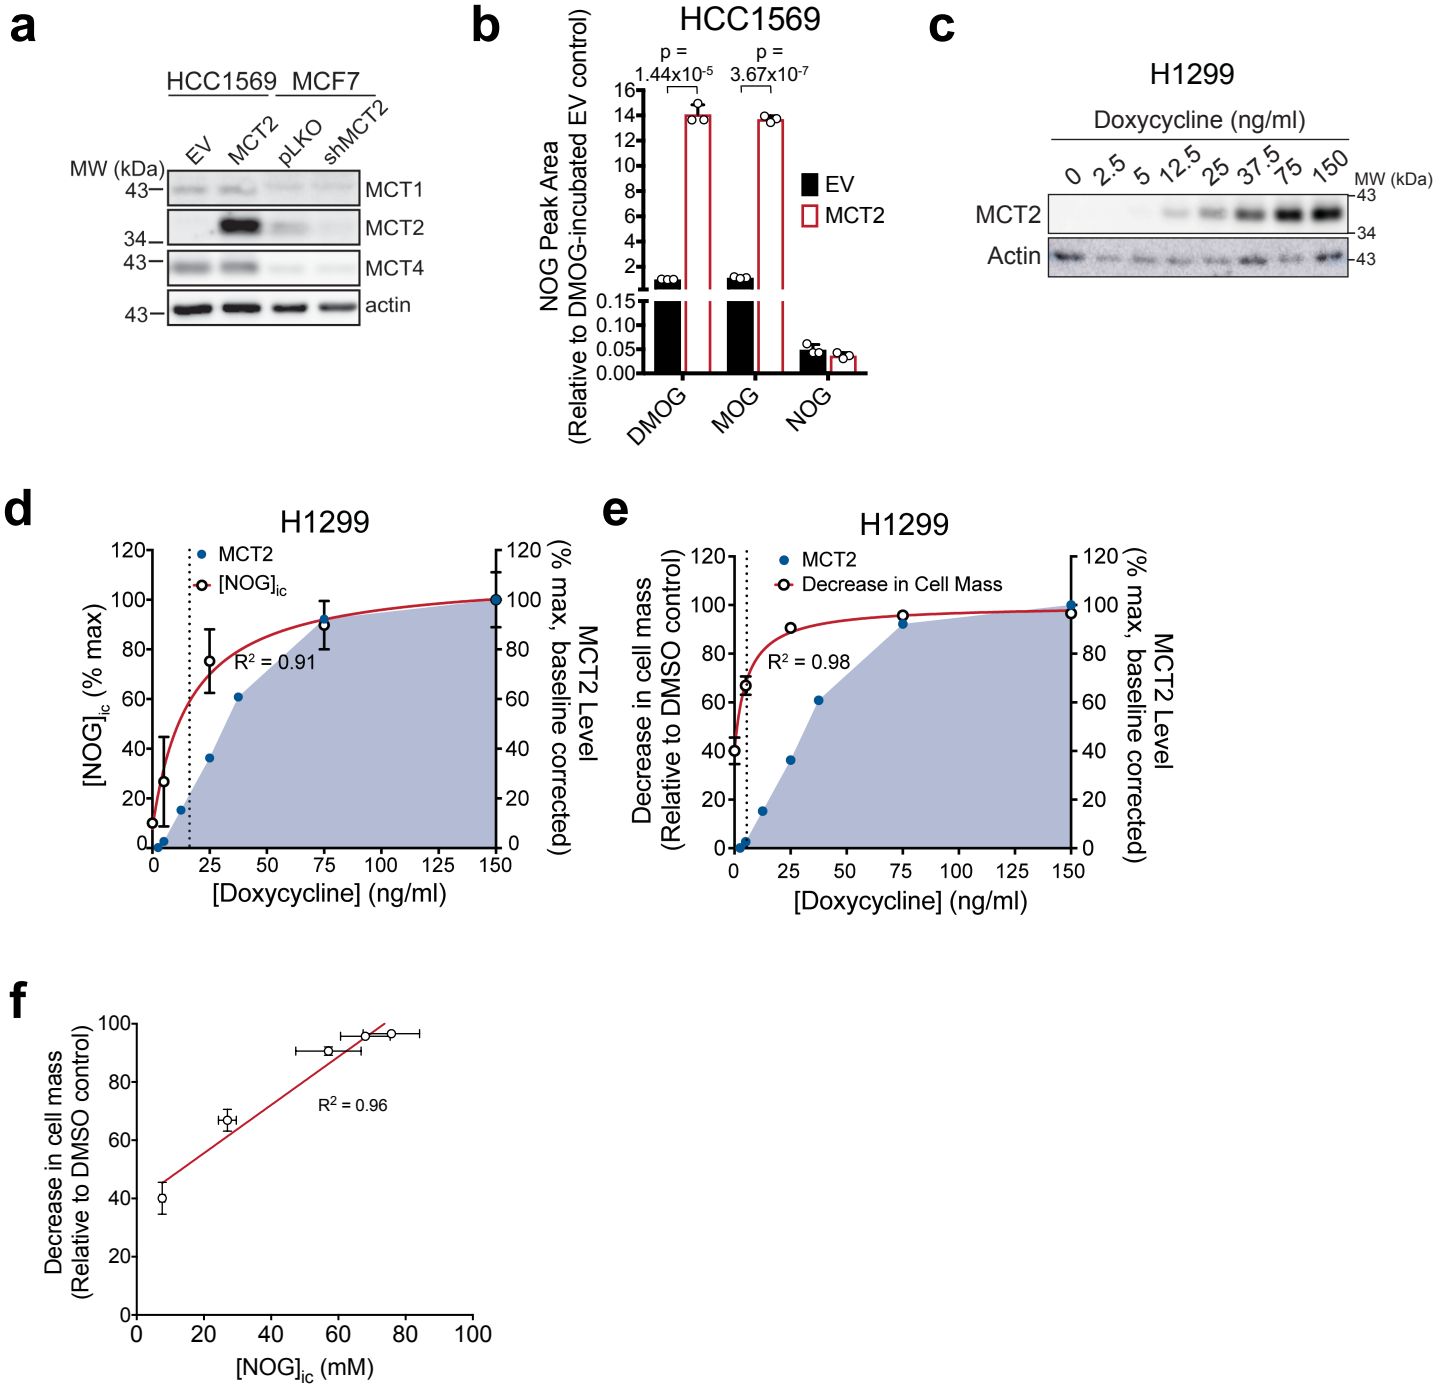 a
HCC1569 MCF7
EV MCT2 pLKO shMCT2
MW (kDa)
43 MCT1
34 MCT2
43 MCT4
43 actin
b
HCC1569
p = p =
1.44x10-5 3.67x10-7
NOG Peak Area
(Relative to DMOG-incubated EV control)
16
14
12
10
8
6
4
2
0.15
0.10
0.05
0.00
EV
MCT2
DMOG MOG NOG
c
H1299
Doxycycline (ng/ml)
0 2.5 5 12.5 25 37.5 75 150
MW (kDa)
MCT2 43
34
Actin 43
d
H1299
[NOG]ic (% max)
120
100
80
60
40
20
0
MCT2
[NOG]ic
R2 = 0.91
120
100
80
60
40
20
0
MCT2 Level
(% max, baseline corrected)
0 25 50 75 100 125 150
[Doxycycline] (ng/ml)
e
H1299
Decrease in cell mass
(Relative to DMSO control)
120
100
80
60
40
20
0
MCT2
Decrease in Cell Mass
R2 = 0.98
120
100
80
60
40
20
0
MCT2 Level
(% max, baseline corrected)
0 25 50 75 100 125 150
[Doxycycline] (ng/ml)
f
Decrease in cell mass
(Relative to DMSO control)
100
80
60
40
20
0
R2 = 0.96
0 20 40 60 80 100
[NOG]ic (mM)